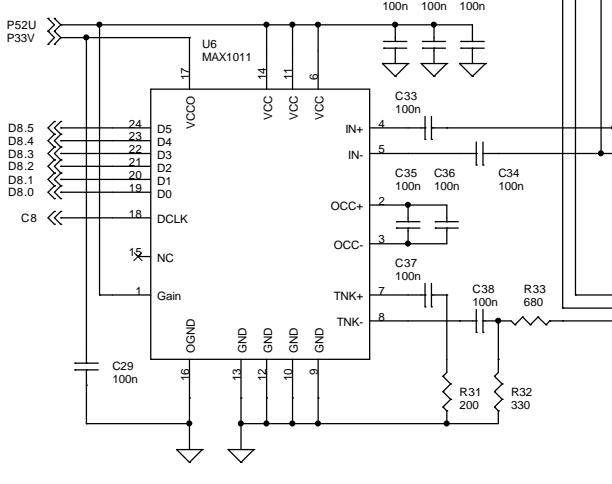 100n 100n 100n
P52U
P33V
U6
MAX1011
17
14
11
6
VCCO
VCC
VCC
VCC
C33
100n
D8.5 24 D5
D8.4 23 D4
D8.3 22 D3
D8.2 21 D2
D8.1 20 D1
D8.0 19 D0
IN+ 4
IN- 5
C34
100n
C35 C36
100n 100n
OCC+ 2
C8 18 DCLK
OCC- 3
15 NC
C37
100n
1 Gain
TNK+ 7
C38
100n
R33
680
TNK- 8
OGND
GND
GND
GND
GND
16
13
12
10
9
C29
100n
R31
200
R32
330